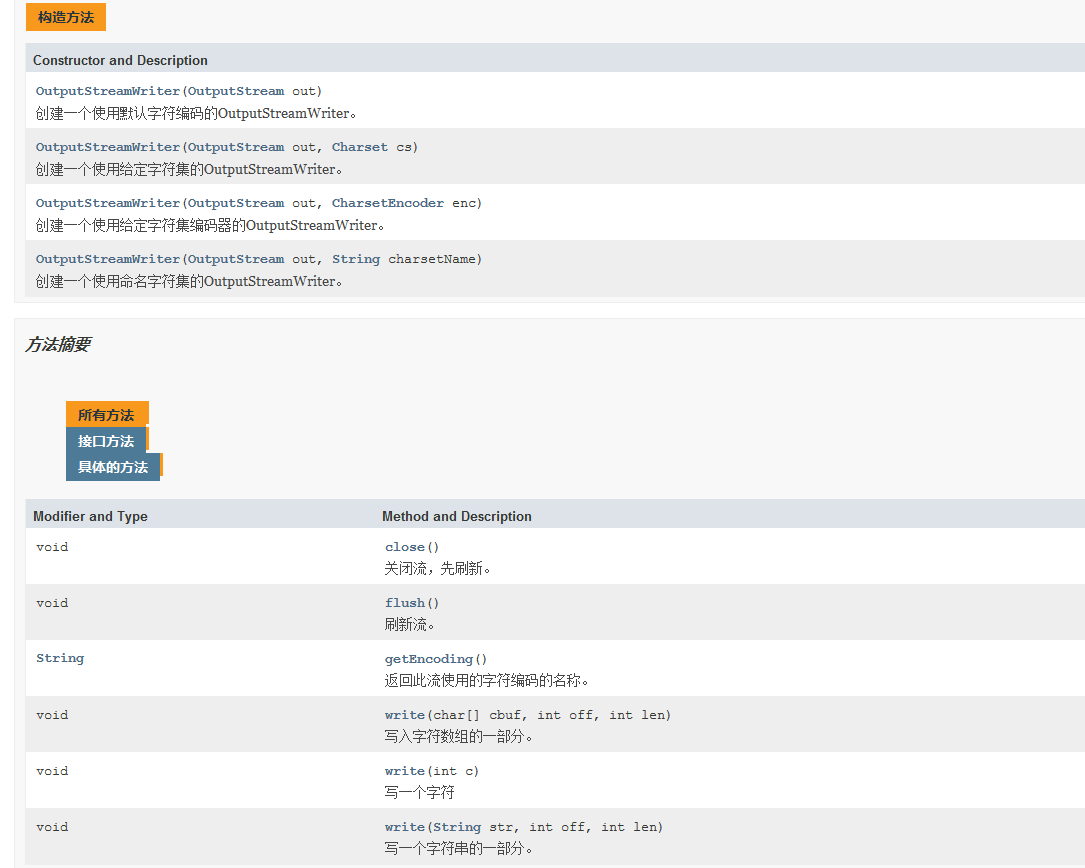 构造方法
Constructor and Description
OutputStreamWriter(OutputStream out)
创建一个使用默认字符编码的OutputStreamWriter。
OutputStreamWriter(OutputStream out, Charset cs)
创建一个使用给定字符集的OutputStreamWriter。
OutputStreamWriter(OutputStream out, CharsetEncoder enc)
创建一个使用给定字符集编码器的OutputStreamWriter。
OutputStreamWriter(OutputStream out, String charsetName)
创建一个使用命名字符集的OutputStreamWriter。
方法摘要
所有方法
接口方法
具体的方法
Modifier and Type Method and Description
void close()
关闭流，先刷新。
void flush()
刷新流。
String getEncoding()
返回此流使用的字符编码的名称。
void write(char[] cbuf, int off, int len)
写入字符数组的一部分。
void write(int c)
写一个字符
void write(String str, int off, int len)
写一个字符串的一部分。